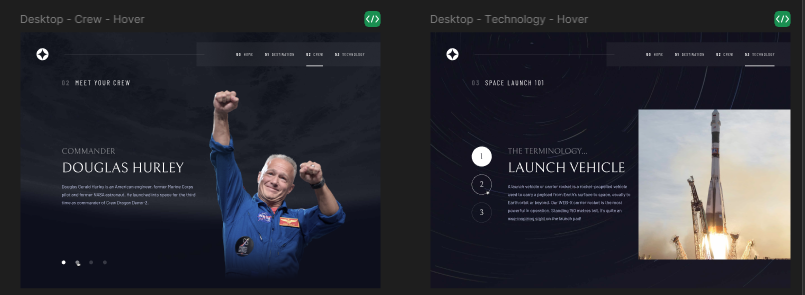 Desktop - Crew - Hover
</>
00 HOME 01 DESTINATION 02 CREW 03 TECHNOLOGY
02 MEET YOUR CREW
COMMANDER
DOUGLAS HURLEY
Douglas Gerald Hurley is an American engineer, former Marine Corps
pilot and former NASA astronaut. He launched into space for the third
time as commander of Crew Dragon Demo-2.
Desktop - Technology - Hover
</>
00 HOME 01 DESTINATION 02 CREW 03 TECHNOLOGY
03 SPACE LAUNCH 101
THE TERMINOLOGY...
LAUNCH VEHICLE
1
2
3
A launch vehicle or carrier rocket is a rocket-propelled vehicle
used to carry a payload from Earth's surface to space, usually to
Earth orbit or beyond. Our WEB-X carrier rocket is the most
powerful in operation. Standing 150 metres tall, it's quite an
awe-inspiring sight on the launch pad!